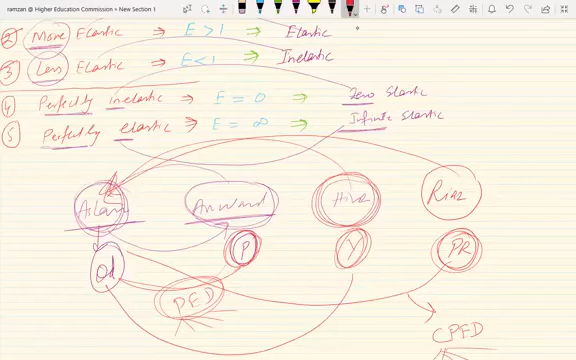 ramzan @ Higher Education Commission » New Section 1
② More Elastic ⇒ E > 1 ⇒ Elastic
③ Less Elastic ⇒ E < 1 ⇒ Inelastic
④ Perfectly inelastic ⇒ E = 0 ⇒ Zero Elastic
⑤ Perfectly elastic ⇒ E = ∞ ⇒ Infinite Elastic
Aslam Anwar Hira Riaz
Qd P Y PR
PED
CPED